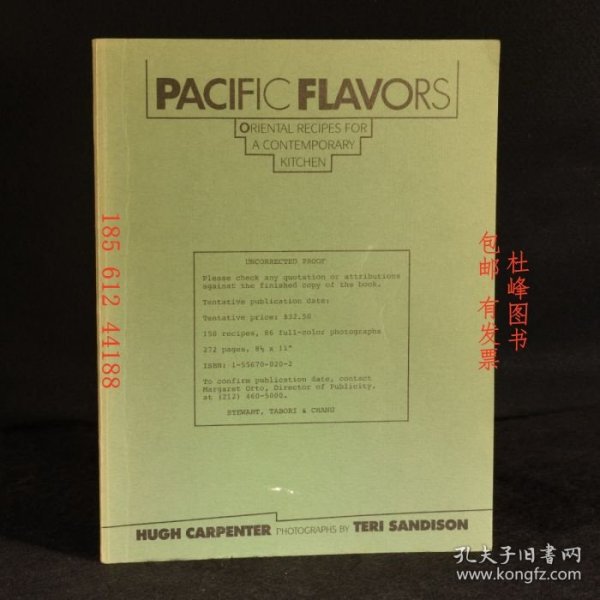 PACIFIC FLAVORS
ORIENTAL RECIPES FOR
A CONTEMPORARY
KITCHEN
UNCORRECTED PROOF
Please check any quotation or attributions
against the finished copy of the book.
Tentative publication date:
Tentative price: $32.50
150 recipes, 86 full-color photographs
272 pages, 8½ x 11"
ISBN: 1-55670-020-2
To confirm publication date, contact
Margaret Orto, Director of Publicity,
at (212) 460-5000.
STEWART, TABORI & CHANG
HUGH CARPENTER PHOTOGRAPHS BY TERI SANDISON
185 612 44188
杜峰图书
包邮 有发票
孔夫子旧书网
www.kongfz.com